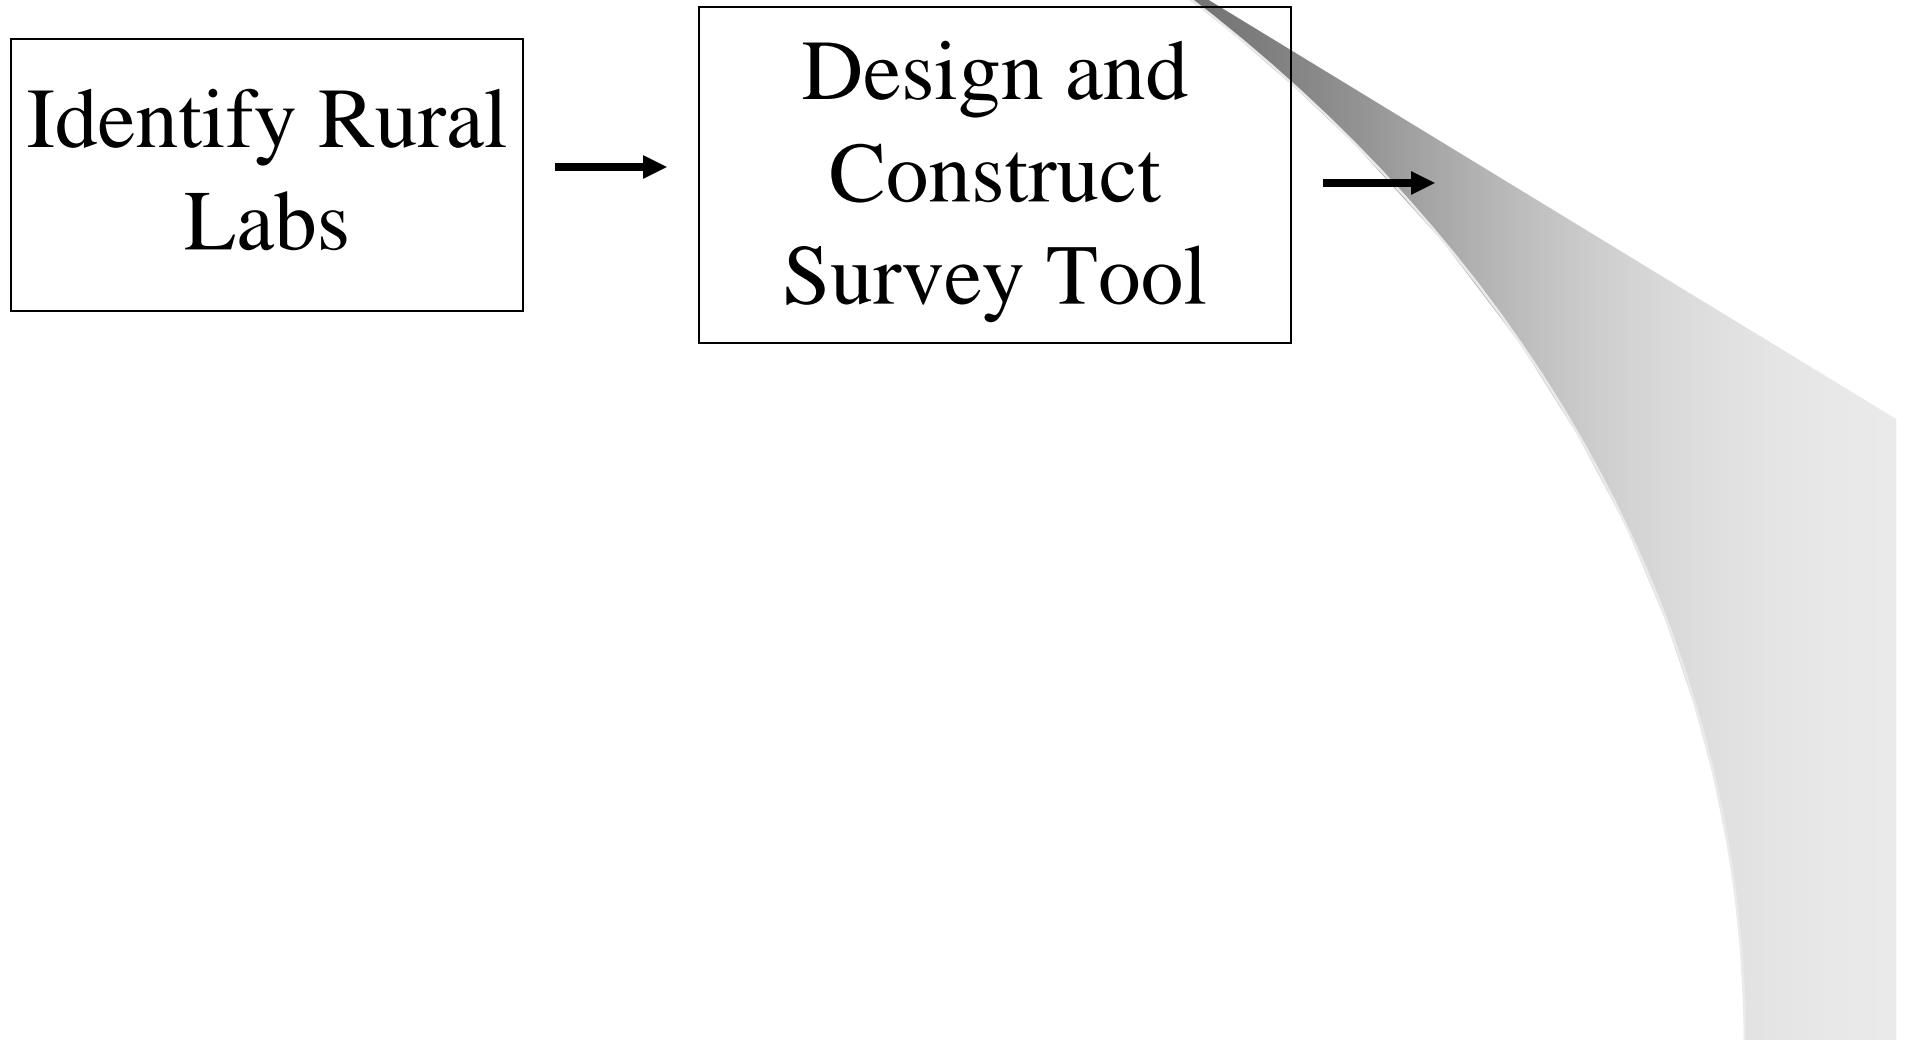 Identify Rural
Labs
Design and
Construct
Survey Tool